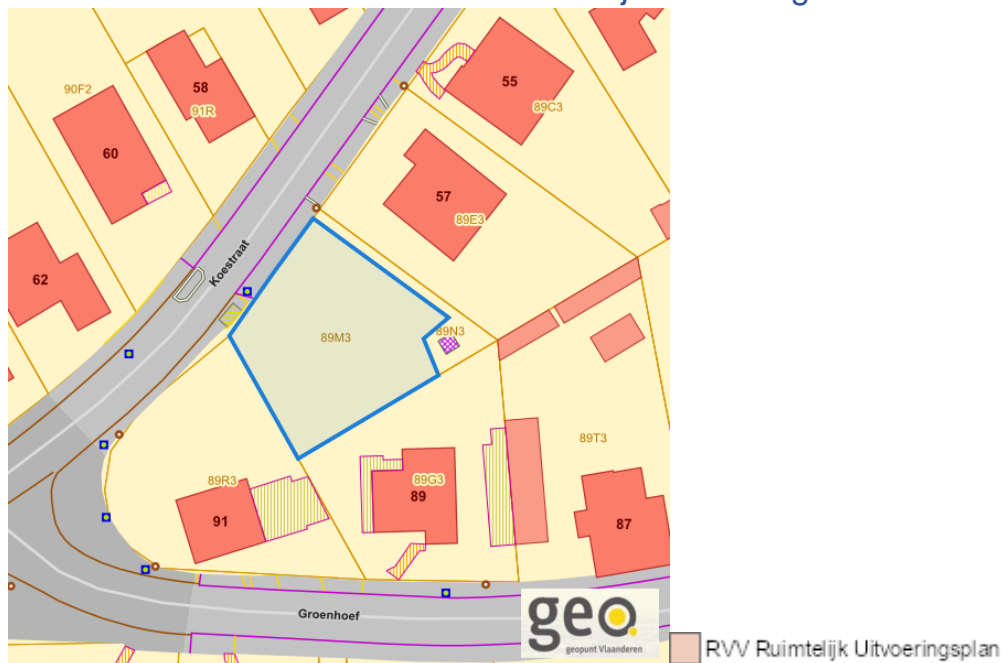 90F2
58
91R
55
89C3
60
57
89E3
62
Koestraat
89M3
89N3
89T3
89R3
89G3
91
89
87
Groenhoef
geo.
geopunt Vlaanderen
RVV Ruimtelijk Uitvoeringsplan